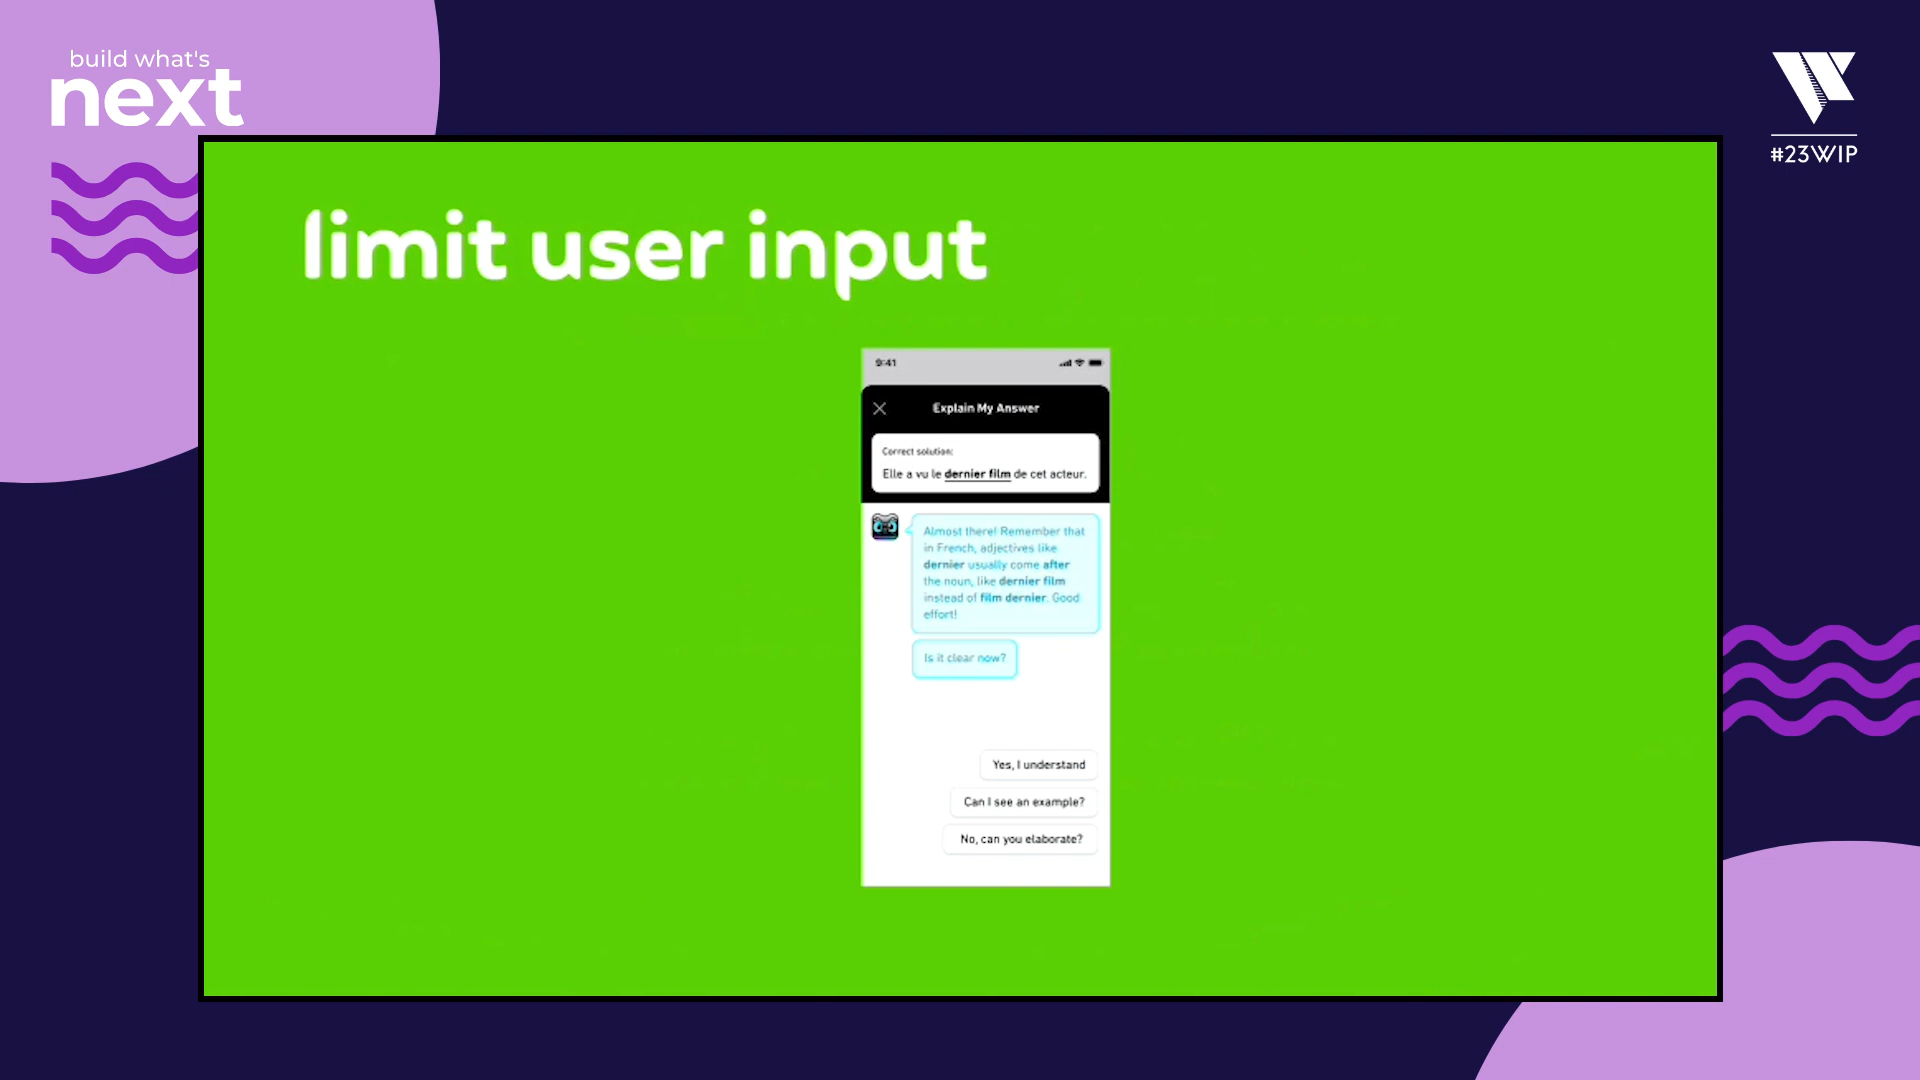 build what's
next
#23WIP
limit user input
9:41
Explain My Answer
Correct solution:
Elle a vu le dernier film de cet acteur.
Almost there! Remember that
in French, adjectives like
dernier usually come after
the noun, like dernier film
instead of film dernier. Good
effort!
Is it clear now?
Yes, I understand
Can I see an example?
No, can you elaborate?